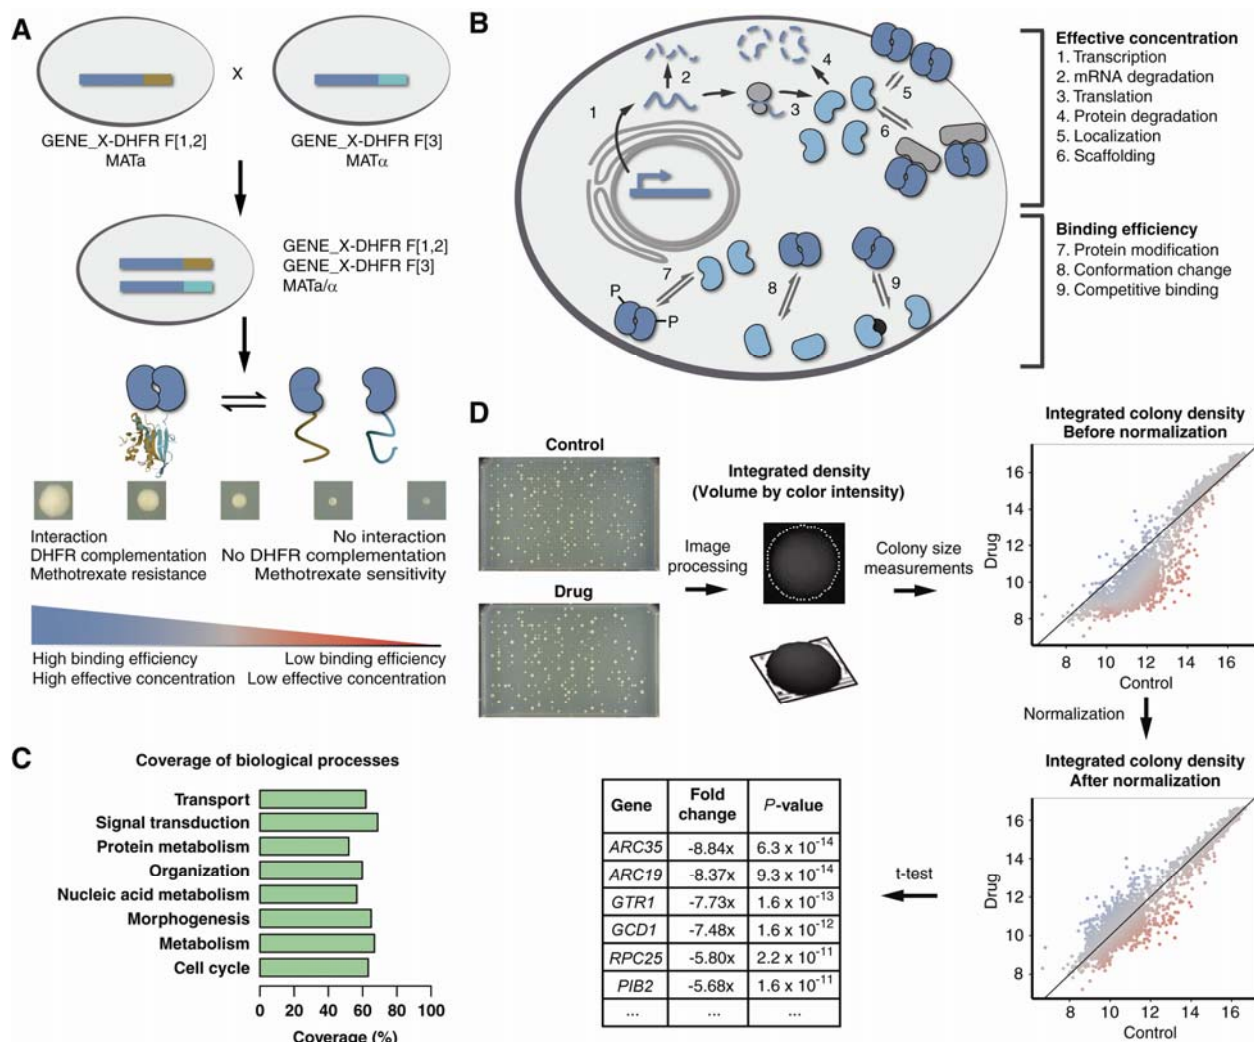 A
X
GENE_X-DHFR F[1,2]
MATa
GENE_X-DHFR F[3]
MATα
GENE_X-DHFR F[1,2]
GENE_X-DHFR F[3]
MATa/α
Interaction
DHFR complementation
Methotrexate resistance
No interaction
No DHFR complementation
Methotrexate sensitivity
High binding efficiency
High effective concentration
Low binding efficiency
Low effective concentration
B
1
2
3
4
5
6
7
8
9
P
P
Effective concentration
1. Transcription
2. mRNA degradation
3. Translation
4. Protein degradation
5. Localization
6. Scaffolding
Binding efficiency
7. Protein modification
8. Conformation change
9. Competitive binding
C
Coverage of biological processes
Transport
Signal transduction
Protein metabolism
Organization
Nucleic acid metabolism
Morphogenesis
Metabolism
Cell cycle
0 20 40 60 80 100
Coverage (%)
D
Control
Drug
Image
processing
Integrated density
(Volume by color intensity)
Colony size
measurements
Integrated colony density
Before normalization
Drug
16
14
12
10
8
8 10 12 14 16
Control
Normalization
Integrated colony density
After normalization
Drug
16
14
12
10
8
8 10 12 14 16
Control
t-test
Gene Fold change P-value
ARC35 -8.84x 6.3 x 10^-14
ARC19 -8.37x 9.3 x 10^-14
GTR1 -7.73x 1.6 x 10^-13
GCD1 -7.48x 1.6 x 10^-12
RPC25 -5.80x 2.2 x 10^-11
PIB2 -5.68x 1.6 x 10^-11
... ... ...